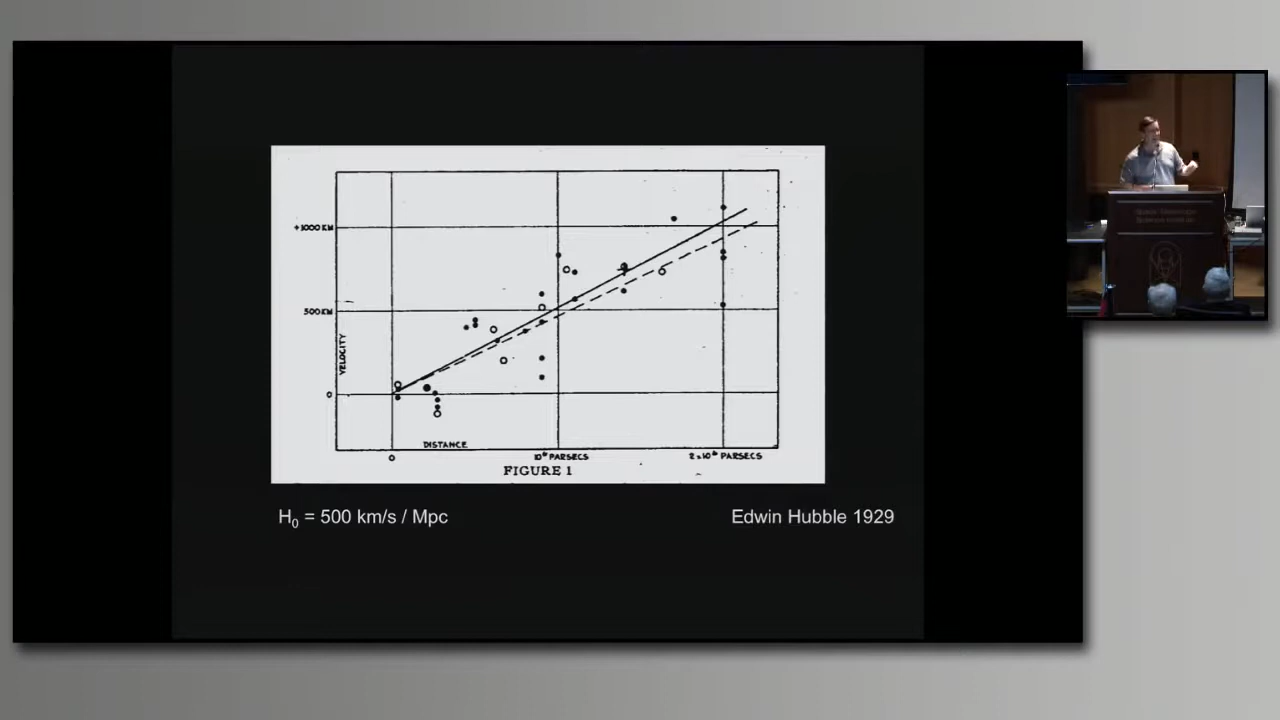 +1000 KM
500 KM
VELOCITY
0
DISTANCE
0
10⁶ PARSECS
2 x 10⁶ PARSECS
FIGURE 1
H₀ = 500 km/s / Mpc
Edwin Hubble 1929